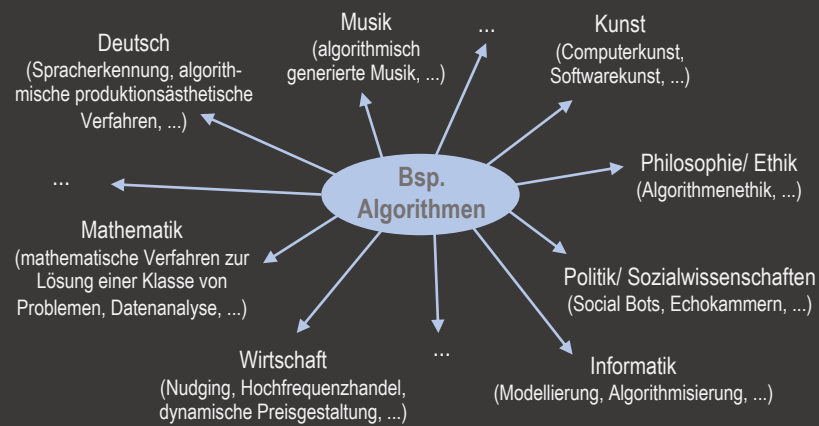 Musik
(algorithmisch
generierte Musik, ...)
...
Kunst
(Computerkunst,
Softwarekunst, ...)
Deutsch
(Spracherkennung, algorith-
mische produktionsästhetische
Verfahren, ...)
Philosophie/ Ethik
(Algorithmenethik, ...)
...
Bsp.
Algorithmen
Mathematik
(mathematische Verfahren zur
Lösung einer Klasse von
Problemen, Datenanalyse, ...)
Politik/ Sozialwissenschaften
(Social Bots, Echokammern, ...)
Wirtschaft
(Nudging, Hochfrequenzhandel,
dynamische Preisgestaltung, ...)
...
Informatik
(Modellierung, Algorithmisierung, ...)